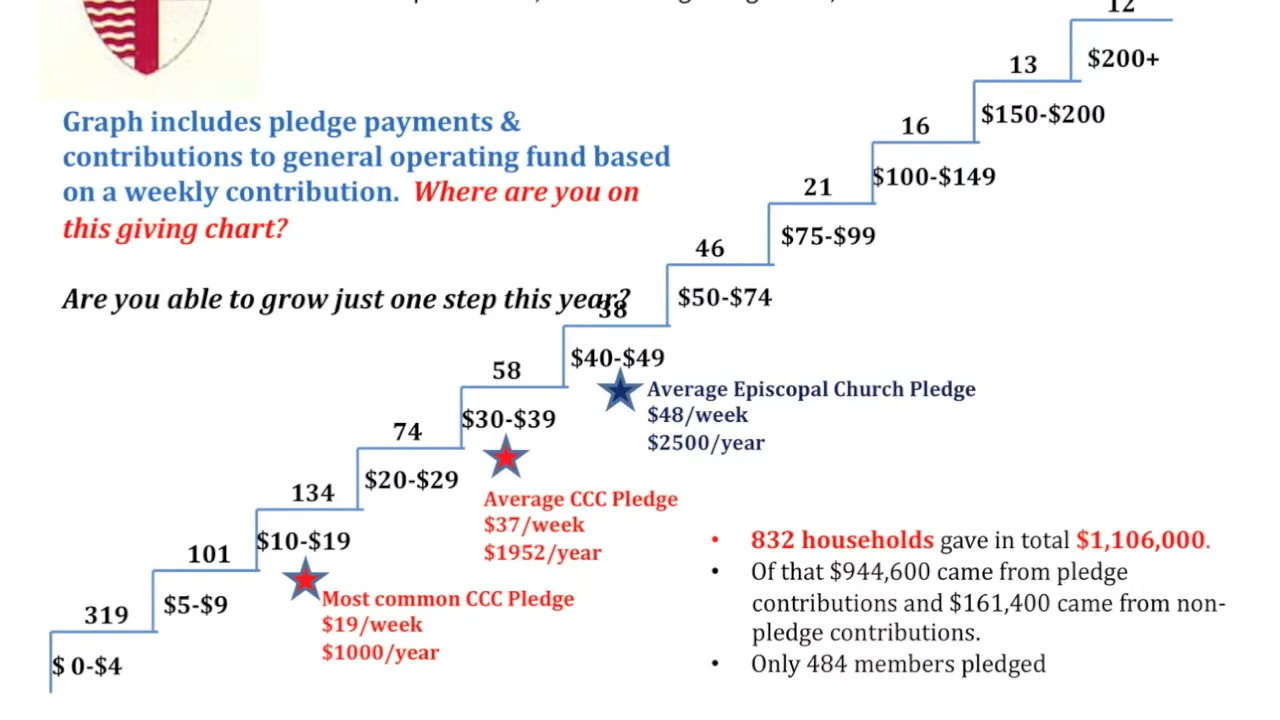 12
$200+
13
$150-$200
16
$100-$149
21
$75-$99
46
$50-$74
38
$40-$49
58
$30-$39
74
$20-$29
134
$10-$19
101
$5-$9
319
$ 0-$4
Graph includes pledge payments &
contributions to general operating fund based
on a weekly contribution. Where are you on
this giving chart?
Are you able to grow just one step this year?
Average Episcopal Church Pledge
$48/week
$2500/year
Average CCC Pledge
$37/week
$1952/year
Most common CCC Pledge
$19/week
$1000/year
• 832 households gave in total $1,106,000.
• Of that $944,600 came from pledge
contributions and $161,400 came from non-
pledge contributions.
• Only 484 members pledged